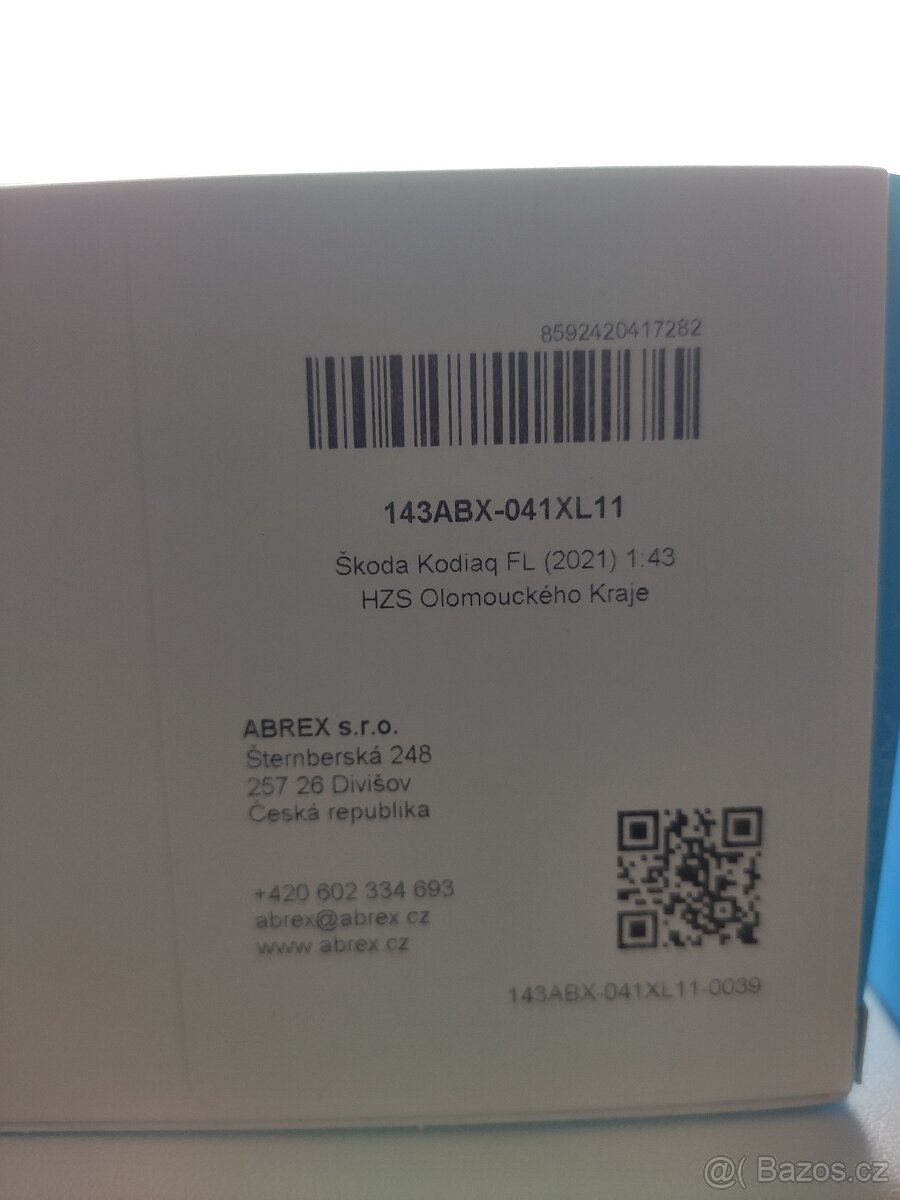 8592420417282
143ABX-041XL11
Škoda Kodiaq FL (2021) 1:43
HZS Olomouckého Kraje
ABREX s.r.o.
Šternberská 248
257 26 Divišov
Česká republika
+420 602 334 693
abrex@abrex.cz
www.abrex.cz
143ABX-041XL11-0039
@( Bazos.cz